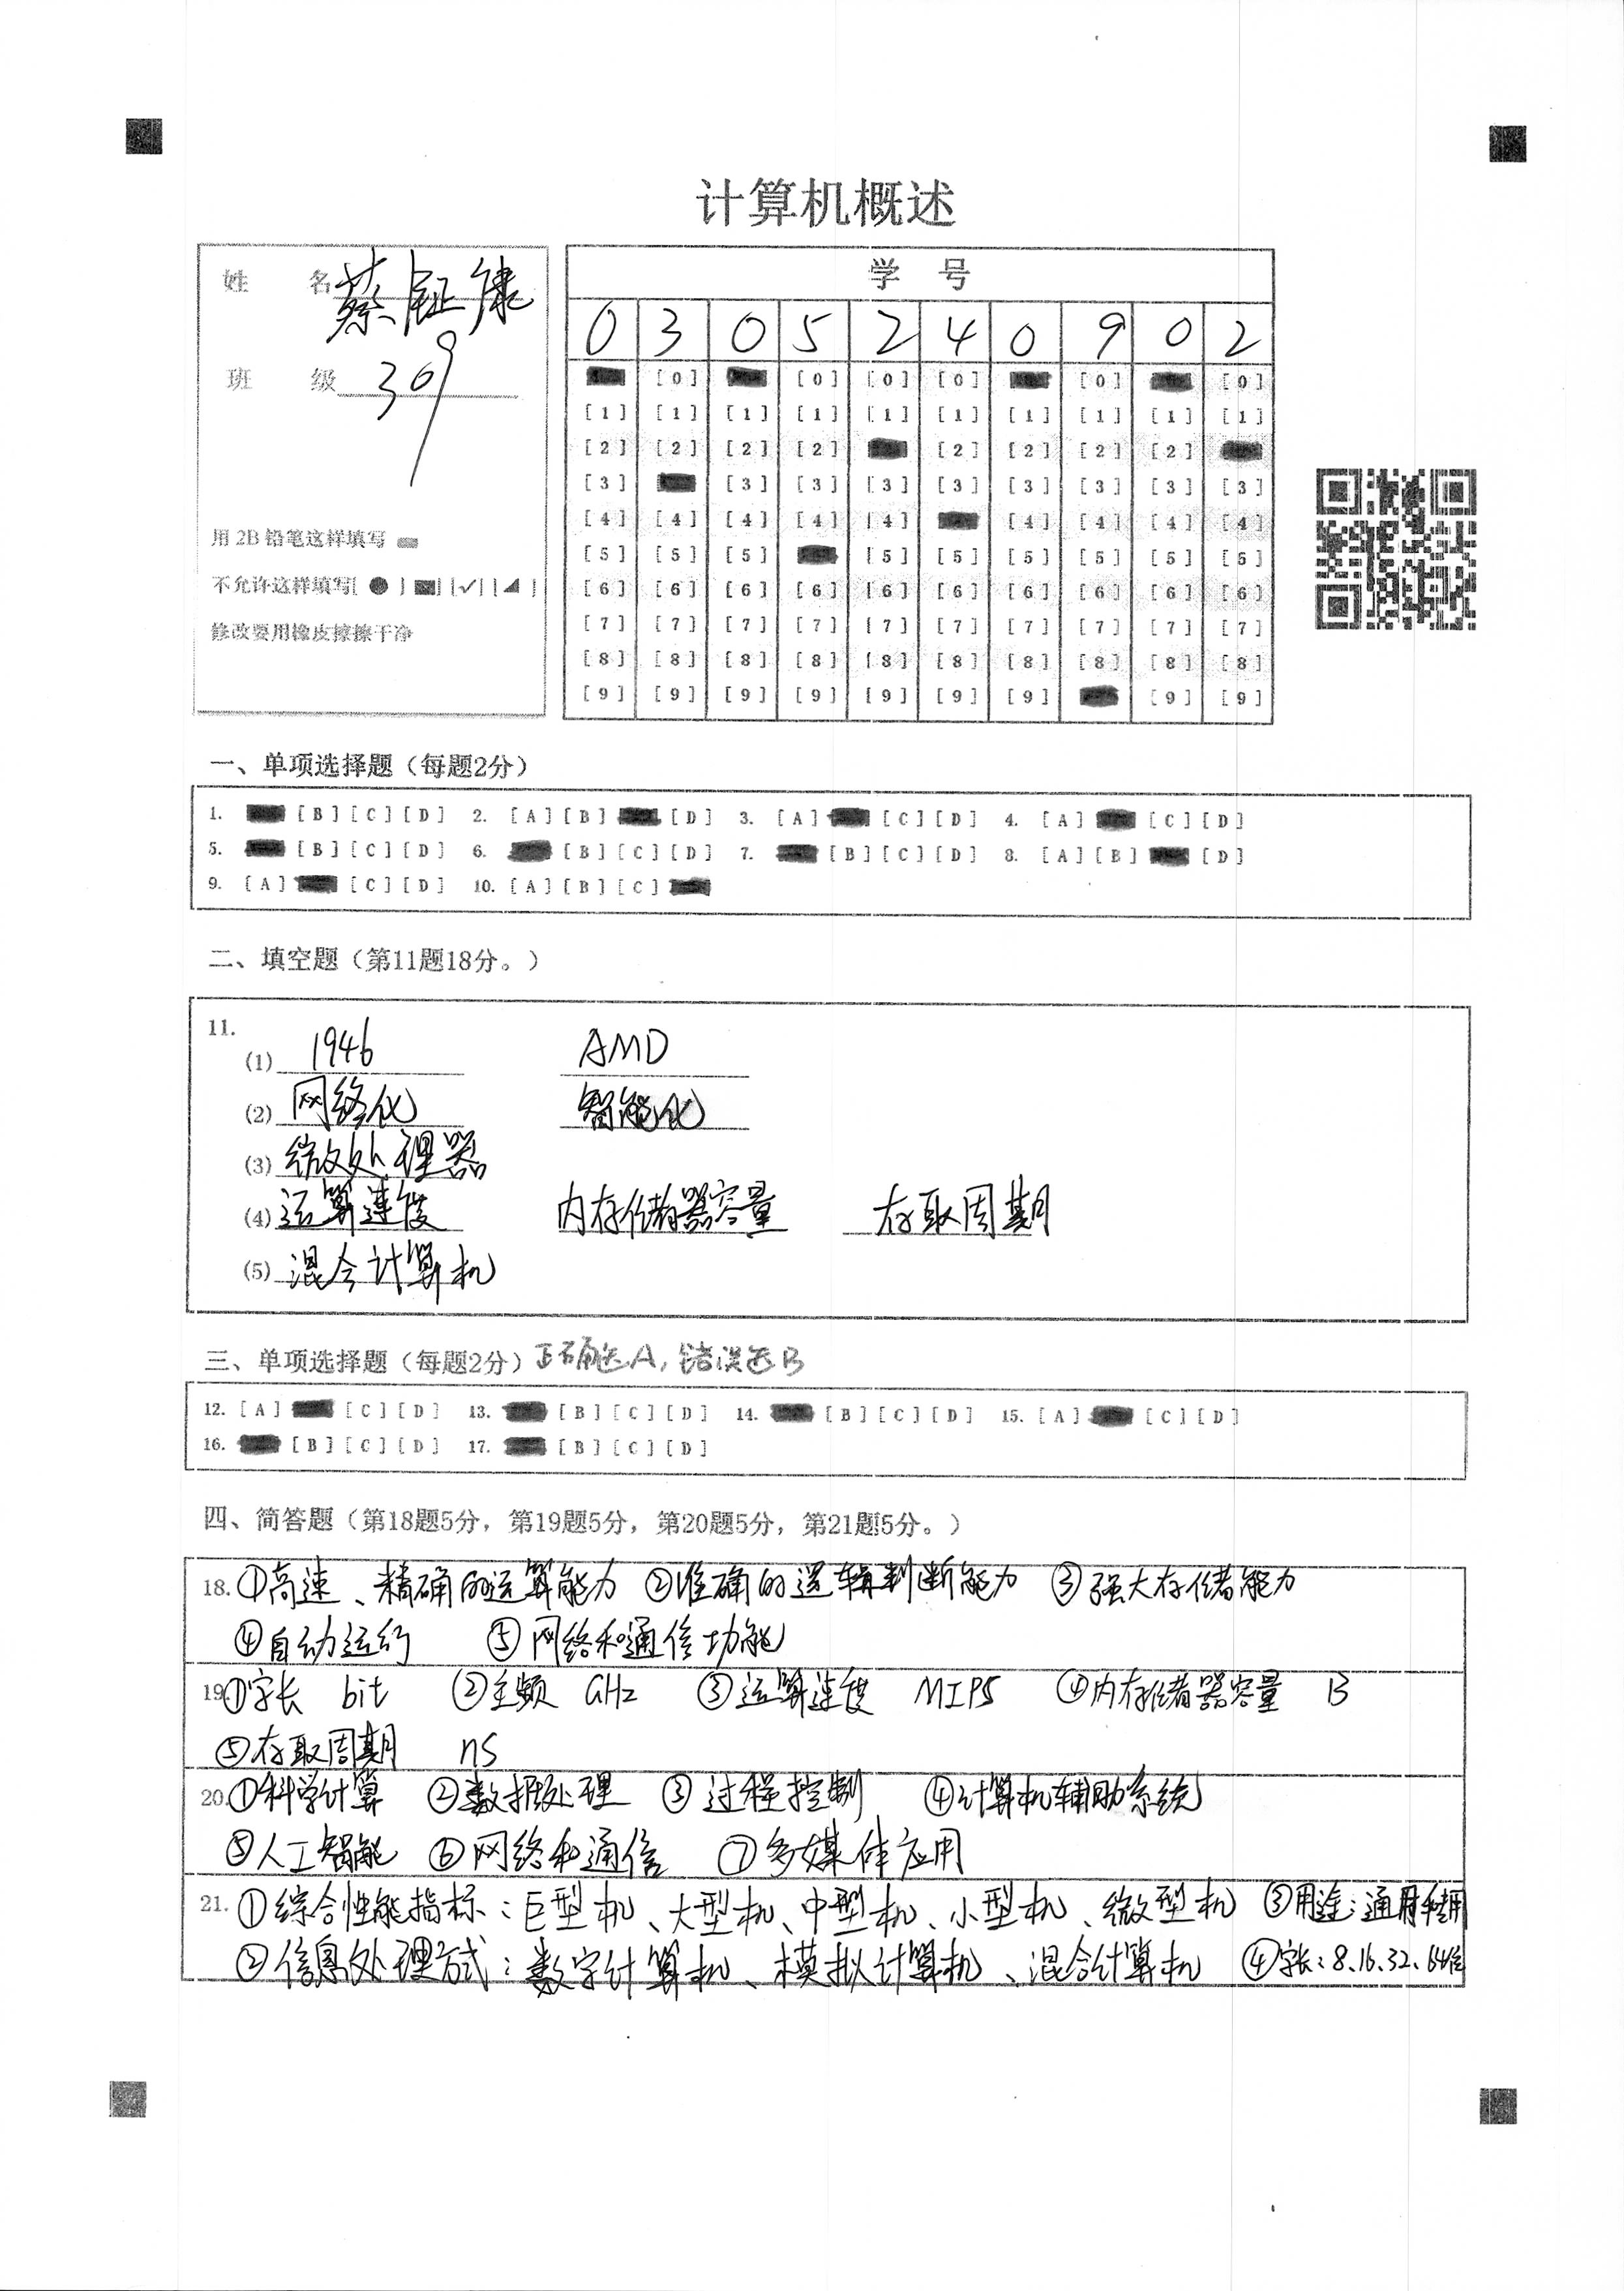 计算机概述
姓 名 蔡钲康
班 级 309
用 2B 铅笔这样填写
不允许这样填写[ ● ] [ ] [✓] [◢ ]
修改要用橡皮擦擦干净
学 号
0 3 0 5 2 4 0 9 0 2
[0] [0] [0] [0] [0] [0]
[1] [1] [1] [1] [1] [1] [1] [1] [1] [1]
[2] [2] [2] [2] [2] [2] [2] [2]
[3] [3] [3] [3] [3] [3] [3] [3] [3]
[4] [4] [4] [4] [4] [4] [4] [4] [4]
[5] [5] [5] [5] [5] [5] [5] [5] [5]
[6] [6] [6] [6] [6] [6] [6] [6] [6] [6]
[7] [7] [7] [7] [7] [7] [7] [7] [7] [7]
[8] [8] [8] [8] [8] [8] [8] [8] [8] [8]
[9] [9] [9] [9] [9] [9] [9] [9] [9]
一、单项选择题（每题2分）
1. [B] [C] [D] 2. [A] [B] [D] 3. [A] [C] [D] 4. [A] [C] [D]
5. [B] [C] [D] 6. [B] [C] [D] 7. [B] [C] [D] 8. [A] [B] [D]
9. [A] [C] [D] 10. [A] [B] [C]
二、填空题（第11题18分。）
11.
(1) 1946 AMD
(2) 网络化 智能化
(3) 微处理器
(4) 运算速度 内存储器容量 存取周期
(5) 混合计算机
三、单项选择题（每题2分）正确选A，错误选B
12. [A] [C] [D] 13. [B] [C] [D] 14. [B] [C] [D] 15. [A] [C] [D]
16. [B] [C] [D] 17. [B] [C] [D]
四、简答题（第18题5分，第19题5分，第20题5分，第21题5分。）
18. ①高速、精确的运算能力 ②准确的逻辑判断能力 ③强大存储能力
④自动运行 ⑤网络和通信功能
19. ①字长 bit ②主频 GHz ③运算速度 MIPS ④内存储器容量 B
⑤存取周期 ns
20. ①科学计算 ②数据处理 ③过程控制 ④计算机辅助系统
⑤人工智能 ⑥网络和通信 ⑦多媒体应用
21. ①综合性能指标：巨型机、大型机、中型机、小型机、微型机 ③用途：通用和专用
②信息处理方式：数字计算机、模拟计算机、混合计算机 ④字长：8、16、32、64位